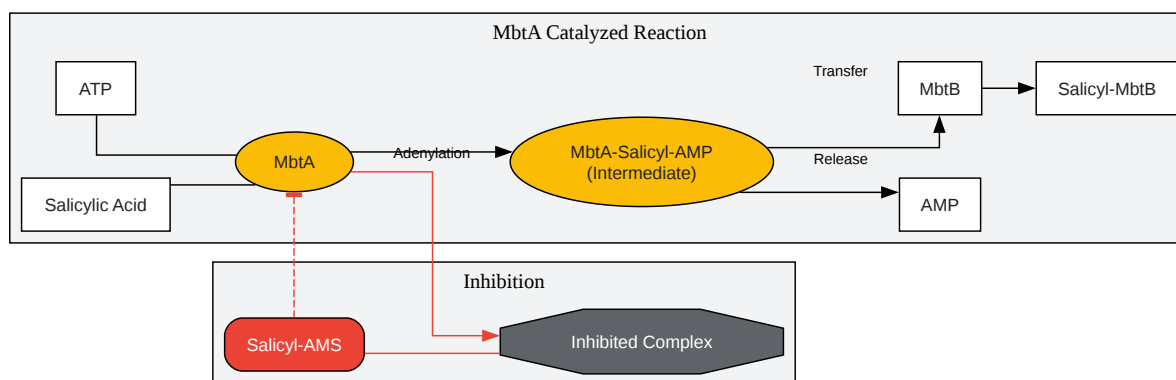 MbtA Catalyzed Reaction
ATP
Transfer
MbtB
Salicyl-MbtB
MbtA
Adenylation
MbtA-Salicyl-AMP
(Intermediate)
Release
Salicylic Acid
AMP
Inhibition
Salicyl-AMS
Inhibited Complex